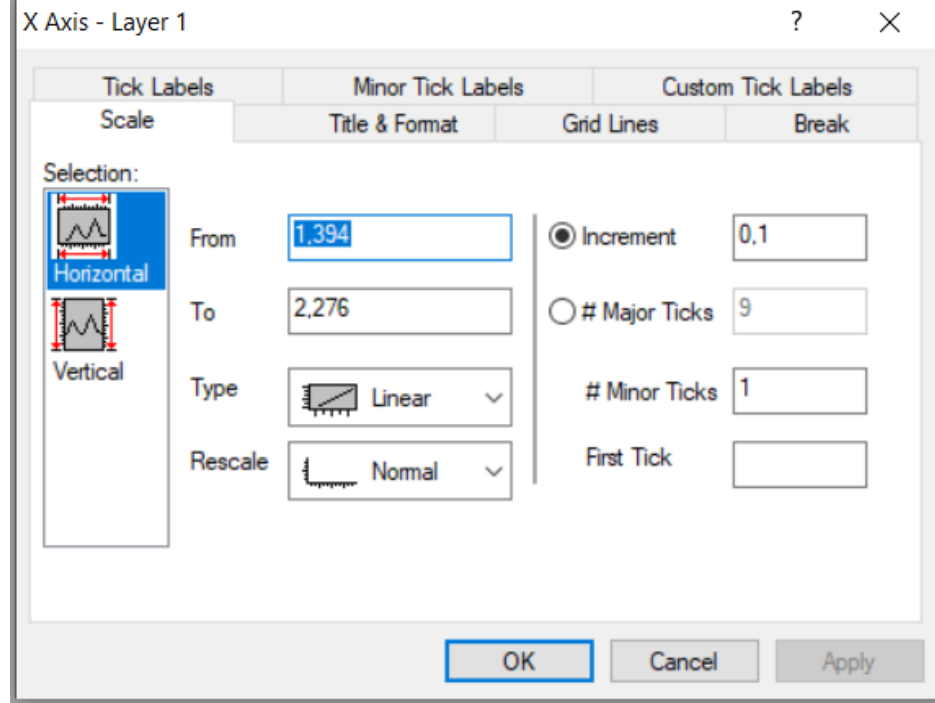 X Axis - Layer 1 ? ×
Tick Labels Minor Tick Labels Custom Tick Labels
Scale Title & Format Grid Lines Break
Selection:
Horizontal
Vertical
From 1,394
To 2,276
Type Linear
Rescale Normal
Increment 0,1
# Major Ticks 9
# Minor Ticks 1
First Tick
OK Cancel Apply